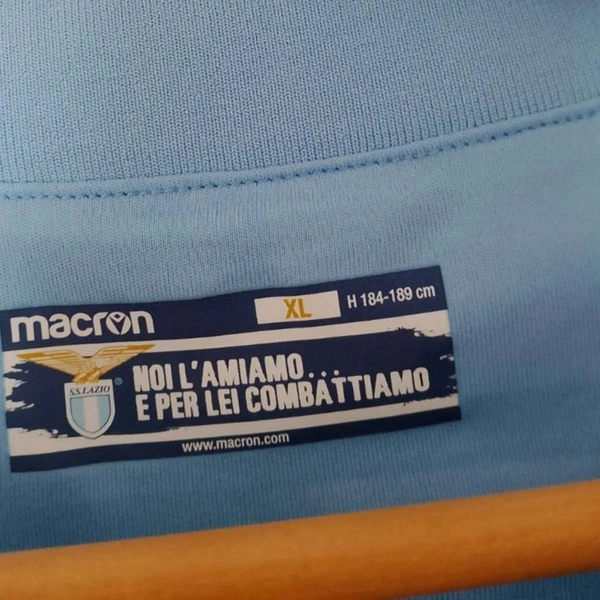 macron
XL
H 184-189 cm
S.S.LAZIO®
NOI L'AMIAMO...
E PER LEI COMBATTIAMO
www.macron.com